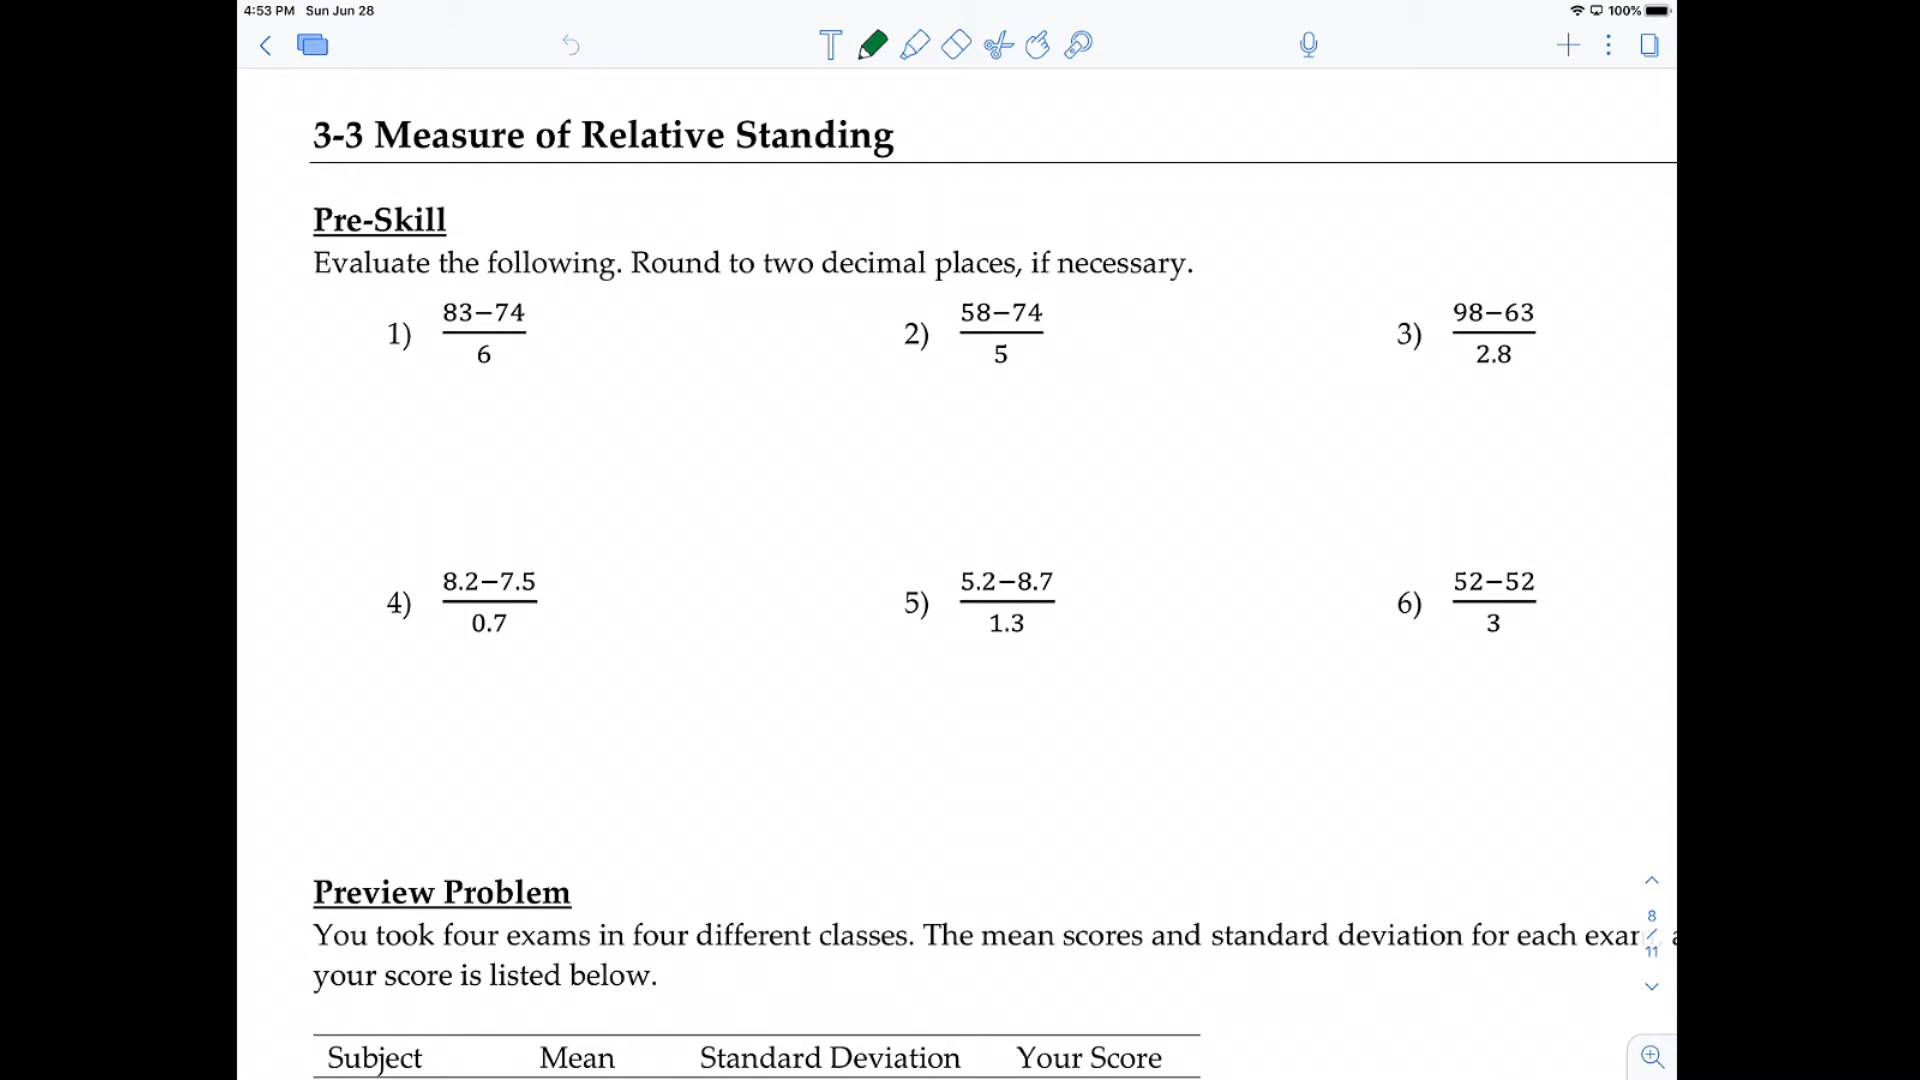 4:53 PM Sun Jun 28
100%
T
3-3 Measure of Relative Standing
Pre-Skill
Evaluate the following. Round to two decimal places, if necessary.
1) 83−74
6
2) 58−74
5
3) 98−63
2.8
4) 8.2−7.5
0.7
5) 5.2−8.7
1.3
6) 52−52
3
Preview Problem
You took four exams in four different classes. The mean scores and standard deviation for each
your score is listed below.
8
/
11
Subject Mean Standard Deviation Your Score